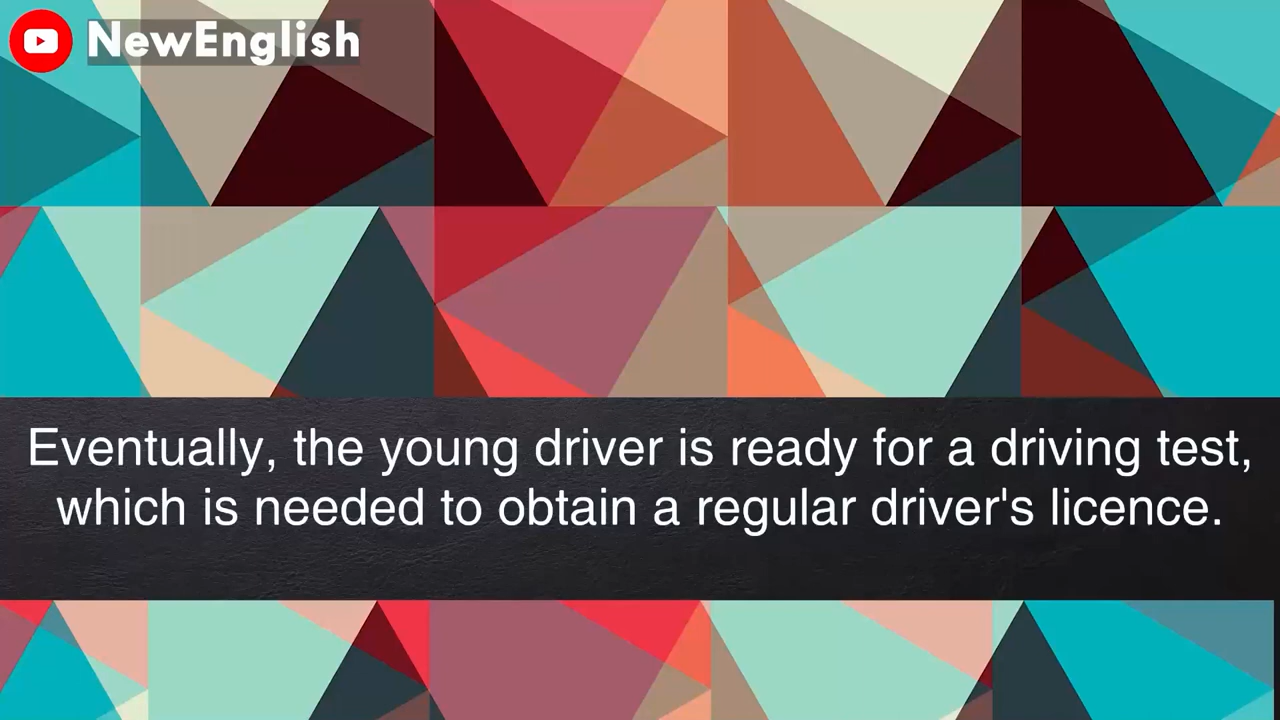 NewEnglish
Eventually, the young driver is ready for a driving test,
which is needed to obtain a regular driver's licence.